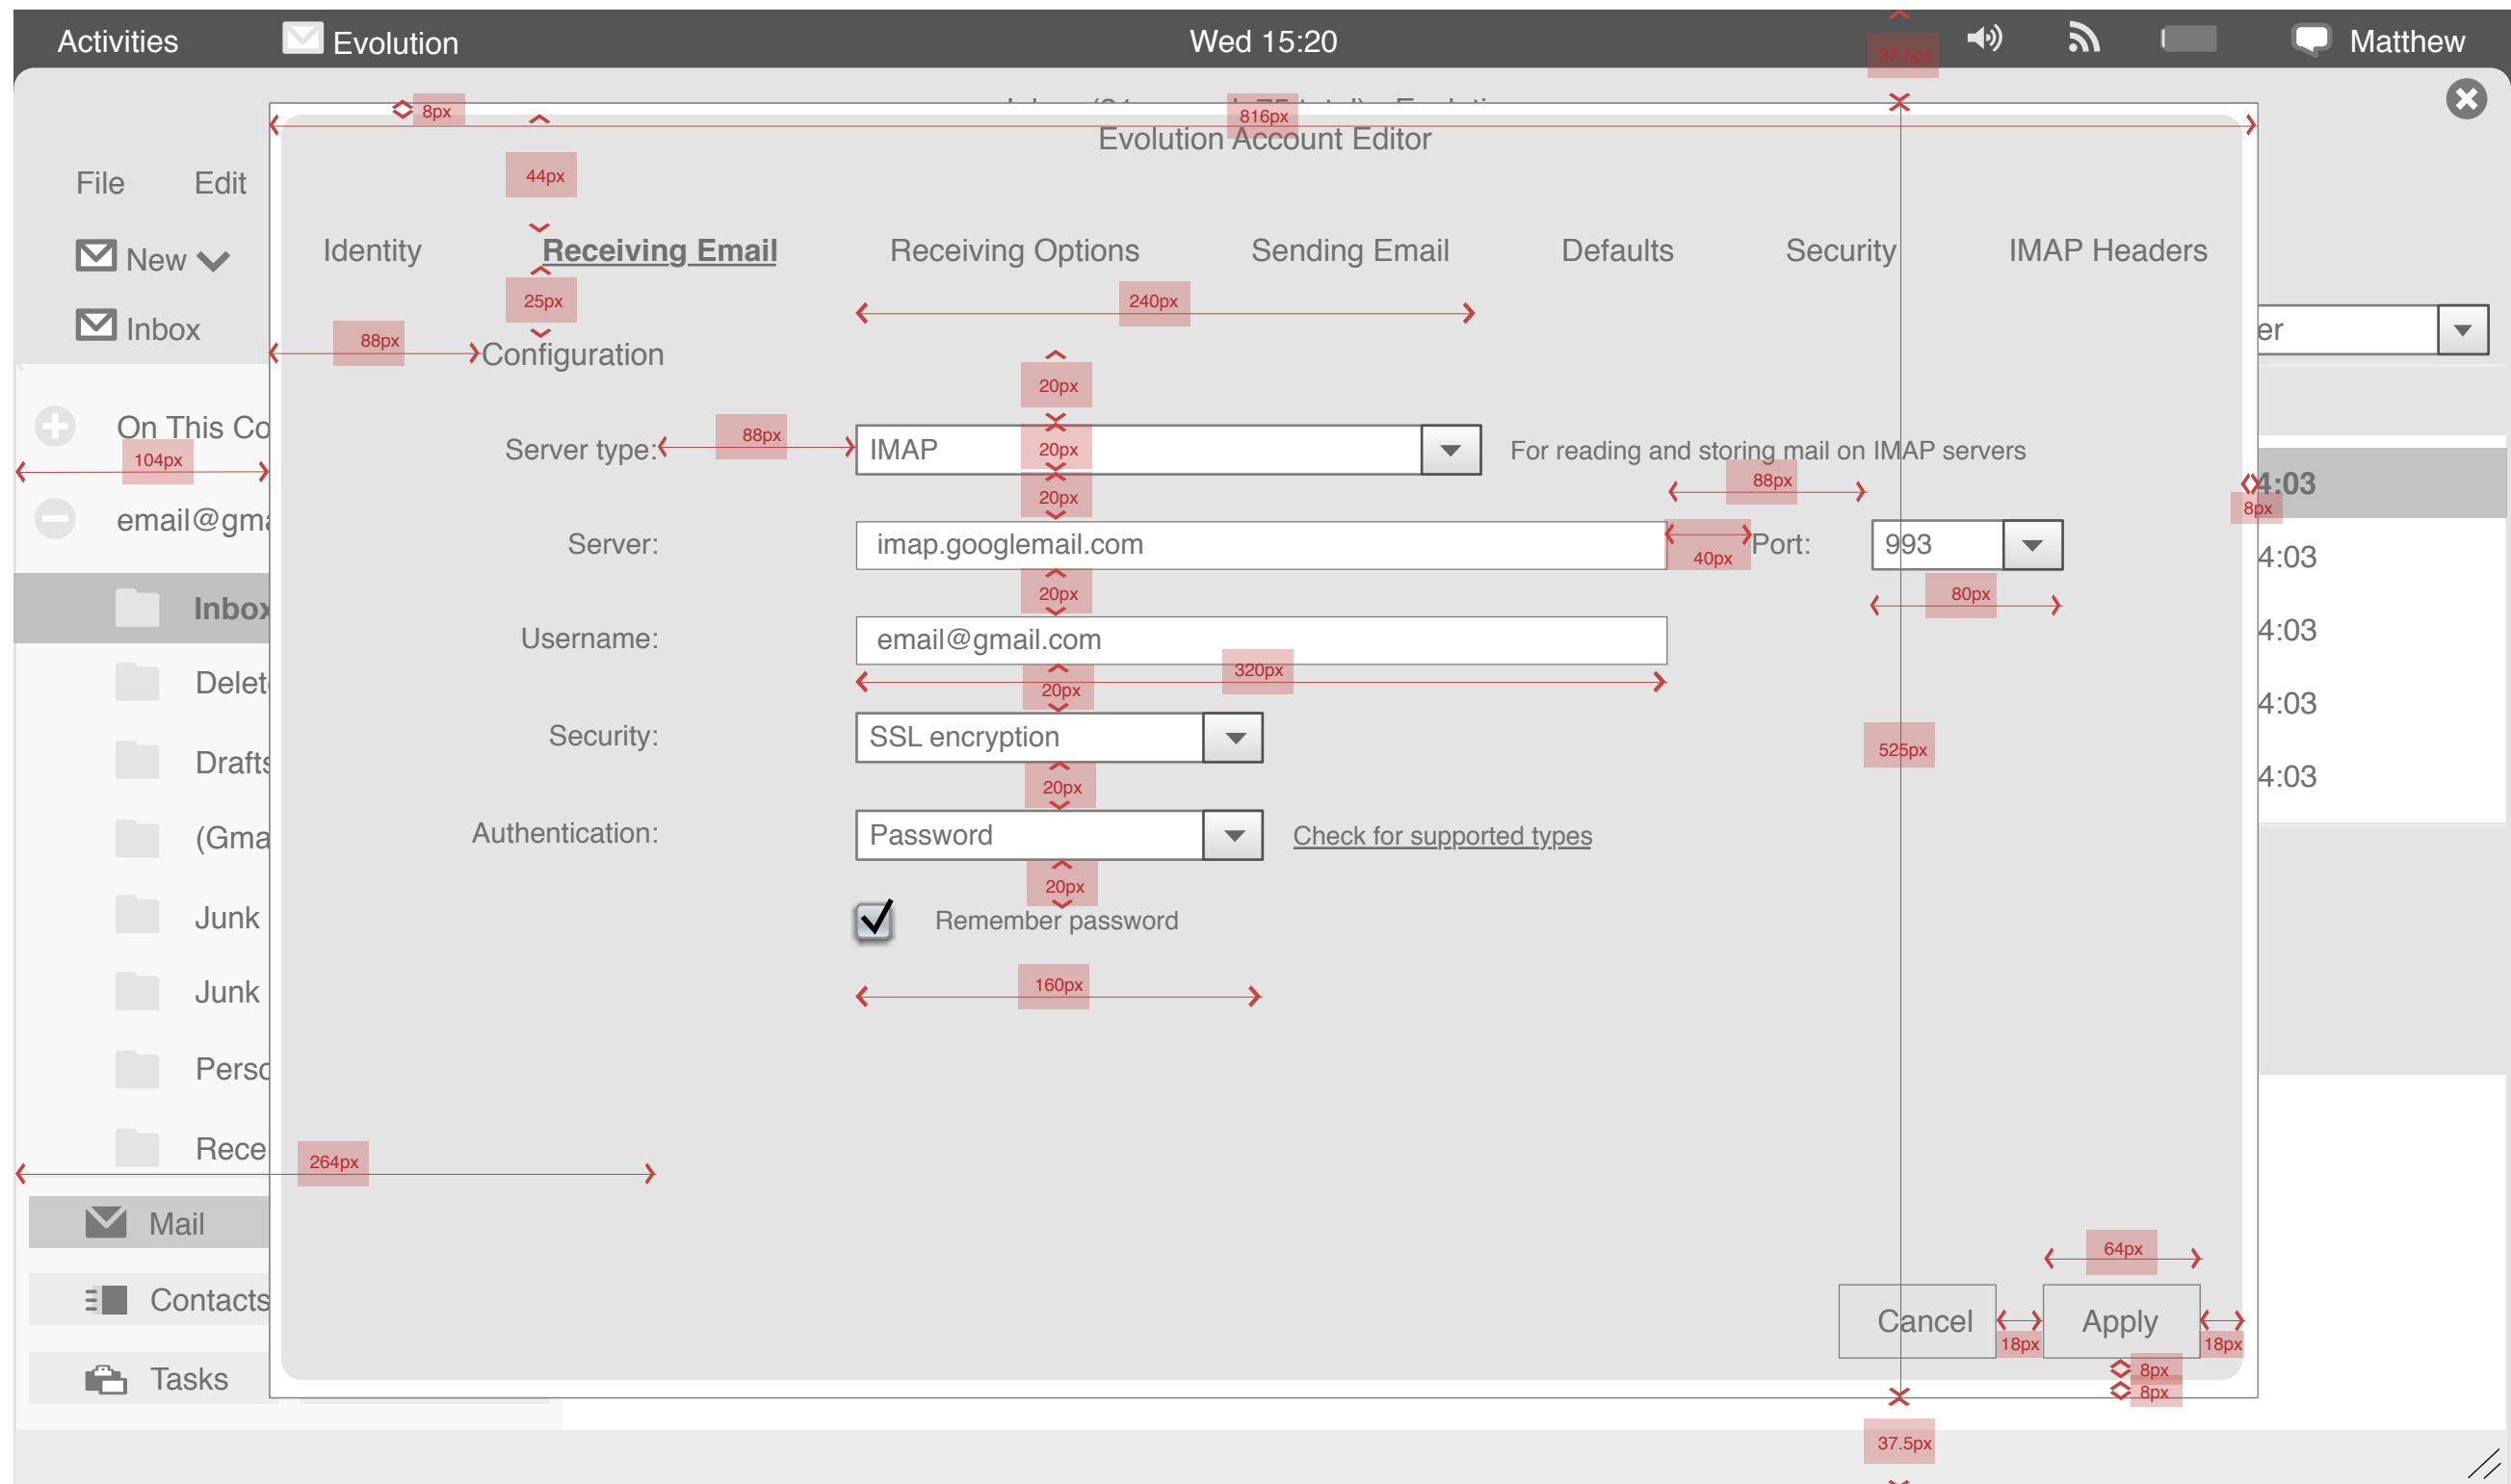 Activities
Evolution
Wed 15:20
37.5px
Matthew
8px
816px
Evolution Account Editor
File
Edit
44px
New
Identity
Receiving Email
Receiving Options
Sending Email
Defaults
Security
IMAP Headers
25px
240px
Inbox
88px
Configuration
er
20px
On This Co
104px
Server type:
88px
IMAP
20px
For reading and storing mail on IMAP servers
88px
4:03
8px
20px
email@gma
Server:
imap.googlemail.com
40px
Port:
993
4:03
20px
80px
Inbox
Username:
email@gmail.com
4:03
320px
20px
Delet
4:03
Security:
SSL encryption
525px
Drafts
20px
4:03
(Gma
Authentication:
Password
Check for supported types
20px
Junk
Remember password
160px
Junk
Perso
Rece
264px
Mail
64px
Contacts
Cancel
18px
Apply
18px
Tasks
8px
8px
37.5px